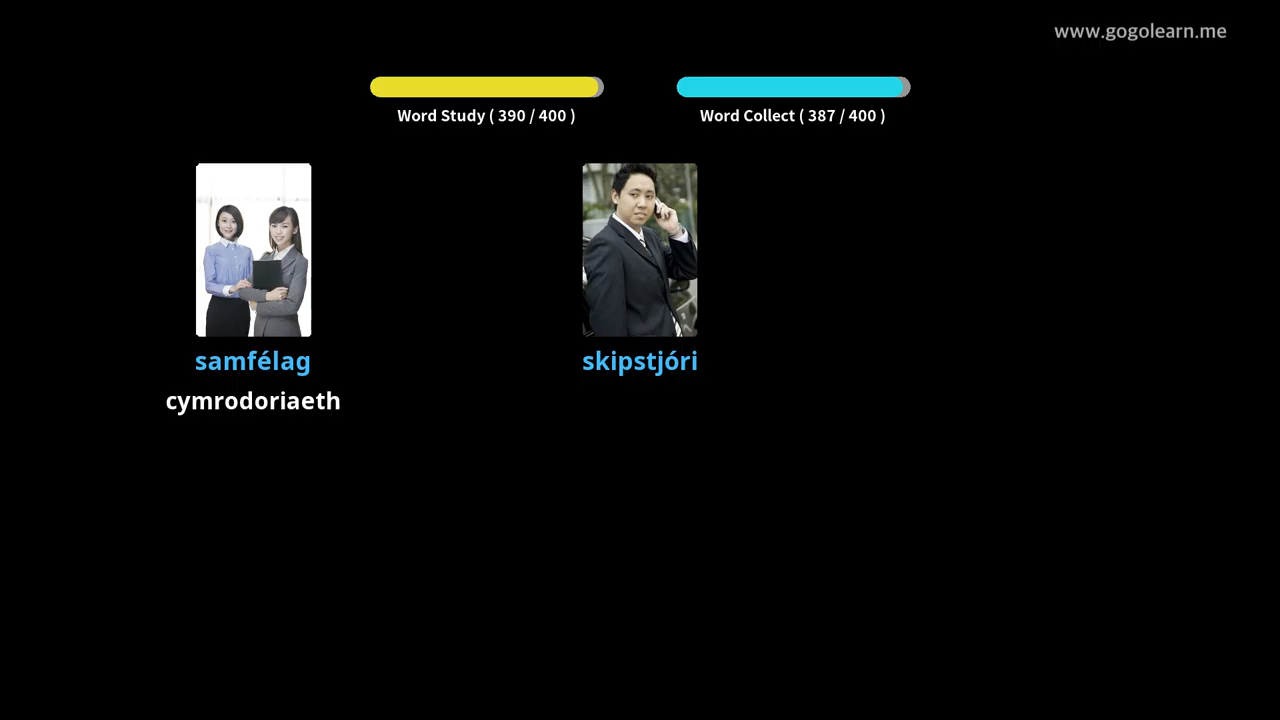 www.gogolearn.me
Word Study ( 390 / 400 )
Word Collect ( 387 / 400 )
samfélag
skipstjóri
cymrodoriaeth